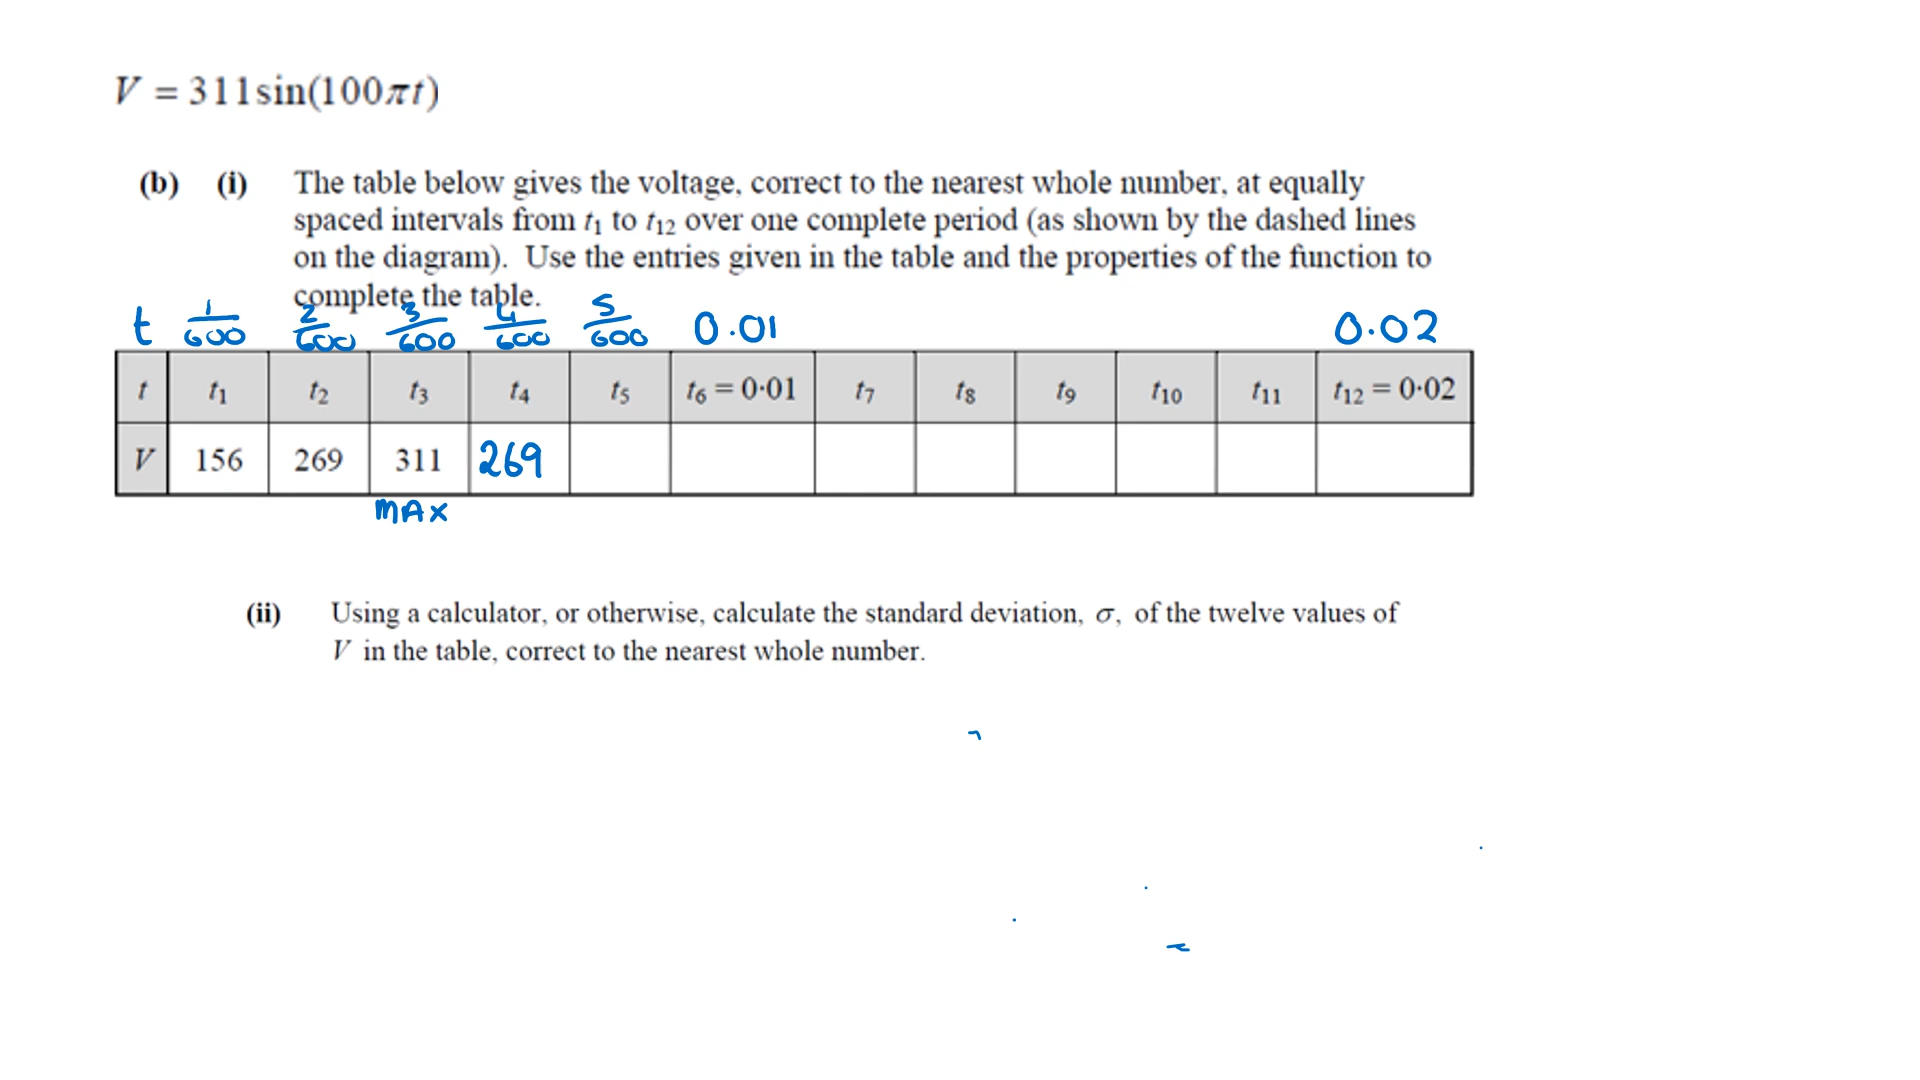 V = 311sin(100πt)
(b) (i) The table below gives the voltage, correct to the nearest whole number, at equally
spaced intervals from t₁ to t₁₂ over one complete period (as shown by the dashed lines
on the diagram). Use the entries given in the table and the properties of the function to
complete the table.
t 1/600 2/600 3/600 4/600 5/600 0.01 0.02
t t₁ t₂ t₃ t₄ t₅ t₆ = 0·01 t₇ t₈ t₉ t₁₀ t₁₁ t₁₂ = 0·02
V 156 269 311 269
MAX
(ii) Using a calculator, or otherwise, calculate the standard deviation, σ, of the twelve values of
V in the table, correct to the nearest whole number.